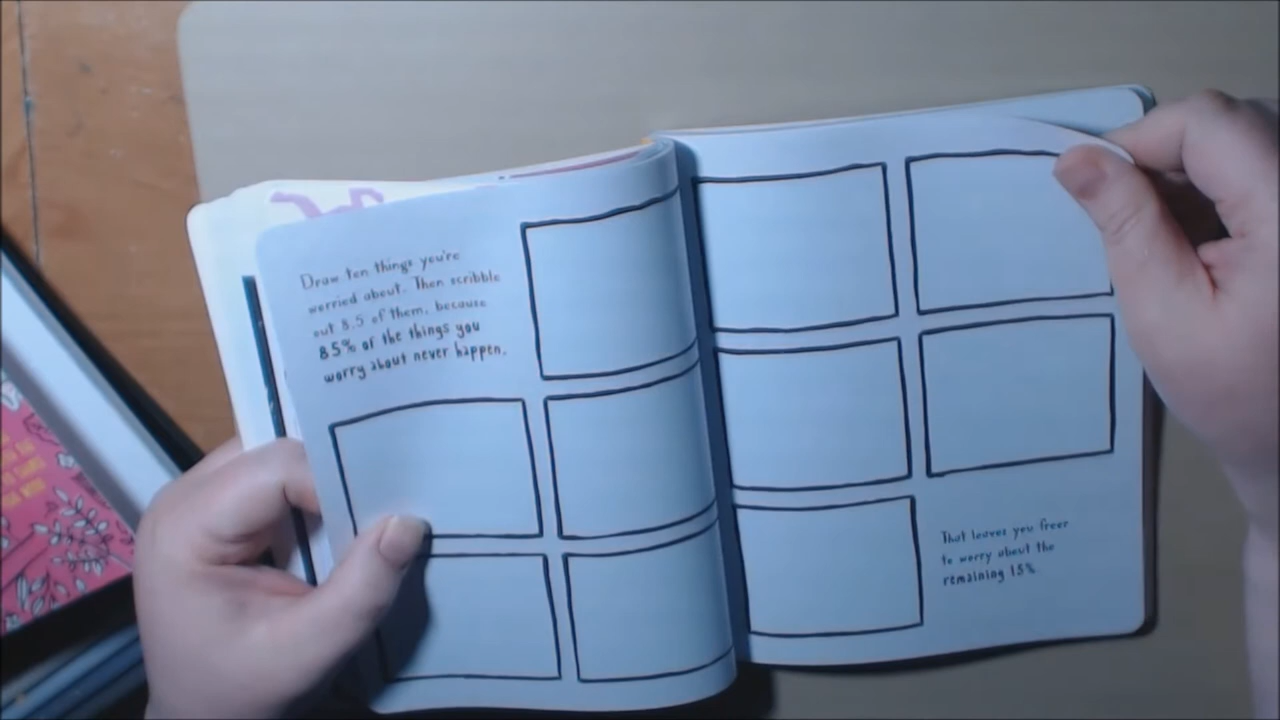 Draw ten things you're
worried about. Then scribble
out 8.5 of them, because
85% of the things you
worry about never happen.
That leaves you freer
to worry about the
remaining 15%.